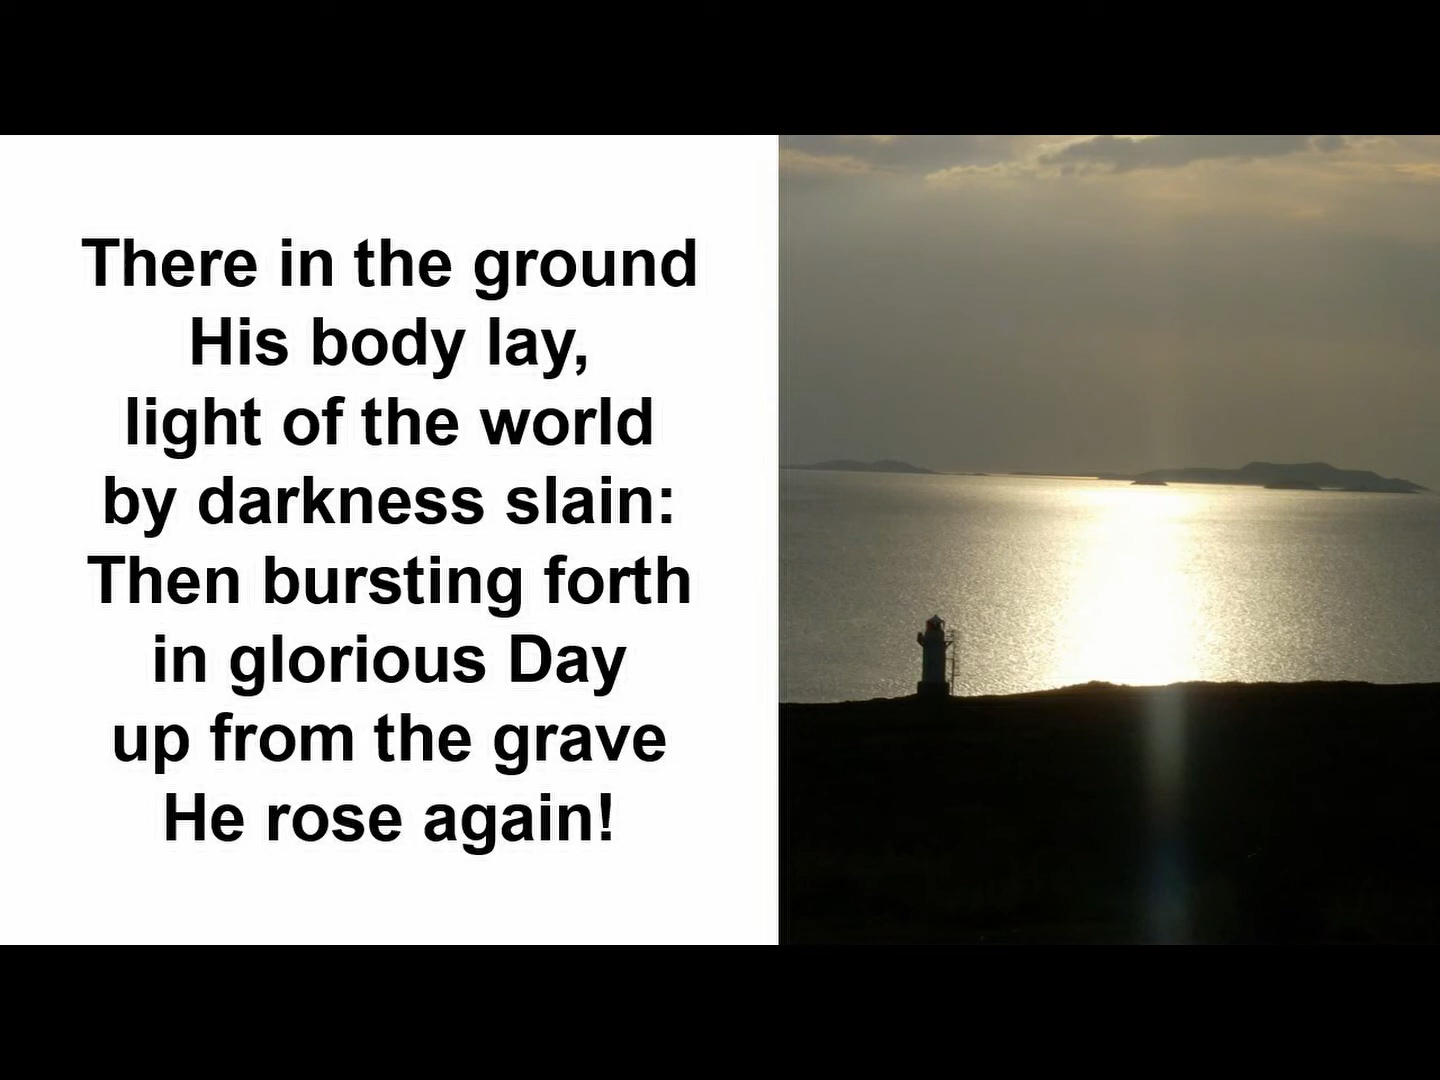 There in the ground
His body lay,
light of the world
by darkness slain:
Then bursting forth
in glorious Day
up from the grave
He rose again!